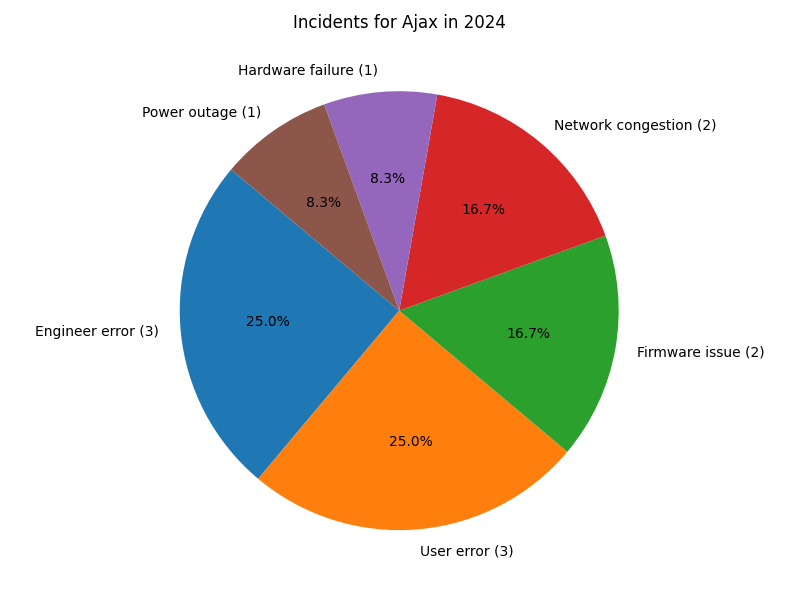 Incidents for Ajax in 2024
Hardware failure (1)
Power outage (1)
Network congestion (2)
8.3%
8.3%
16.7%
Engineer error (3)
25.0%
16.7%
Firmware issue (2)
25.0%
User error (3)